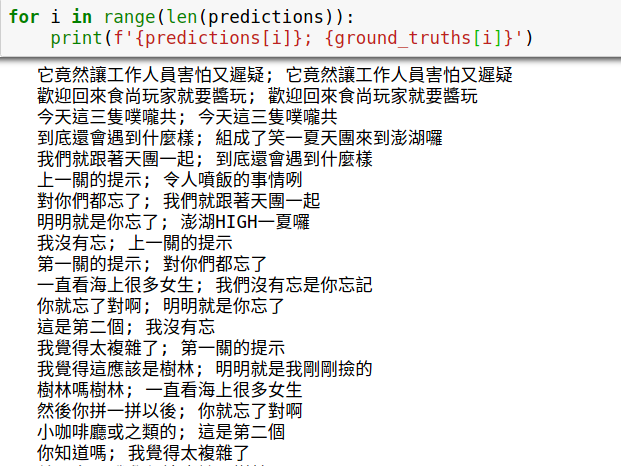 for i in range(len(predictions)):
    print(f'{predictions[i]}; {ground_truths[i]}')
它竟然讓工作人員害怕又遲疑; 它竟然讓工作人員害怕又遲疑
歡迎回來食尚玩家就要醬玩; 歡迎回來食尚玩家就要醬玩
今天這三隻噗嚨共; 今天這三隻噗嚨共
到底還會遇到什麼樣; 組成了笑一夏天團來到澎湖囉
我們就跟著天團一起; 到底還會遇到什麼樣
上一關的提示; 令人噴飯的事情咧
對你們都忘了; 我們就跟著天團一起
明明就是你忘了; 澎湖HIGH一夏囉
我沒有忘; 上一關的提示
第一關的提示; 對你們都忘了
一直看海上很多女生; 我們沒有忘是你忘記
你就忘了對啊; 明明就是你忘了
這是第二個; 我沒有忘
我覺得太複雜了; 第一關的提示
我覺得這應該是樹林; 明明就是我剛剛撿的
樹林嗎樹林; 一直看海上很多女生
然後你拼一拼以後; 你就忘了對啊
小咖啡廳或之類的; 這是第二個
你知道嗎; 我覺得太複雜了